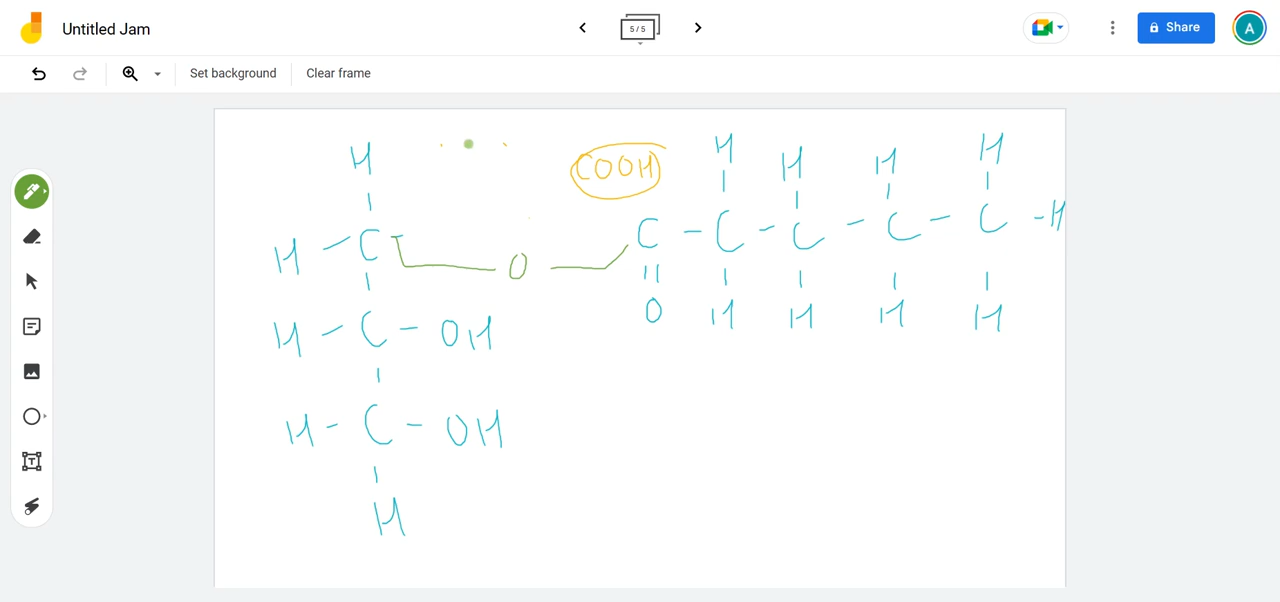 Untitled Jam
5 / 5
Share
A
Set background
Clear frame
H
COOH
H H H H
H – C – O – C – C – C – C – C – H
O H H H H
H – C – OH
H – C – OH
H